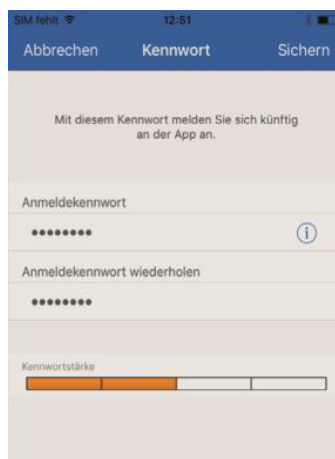 SIM fehlt 12:51
Abbrechen Kennwort Sichern
Mit diesem Kennwort melden Sie sich künftig
an der App an.
Anmeldekennwort
••••••••
Anmeldekennwort wiederholen
••••••••
Kennwortstärke